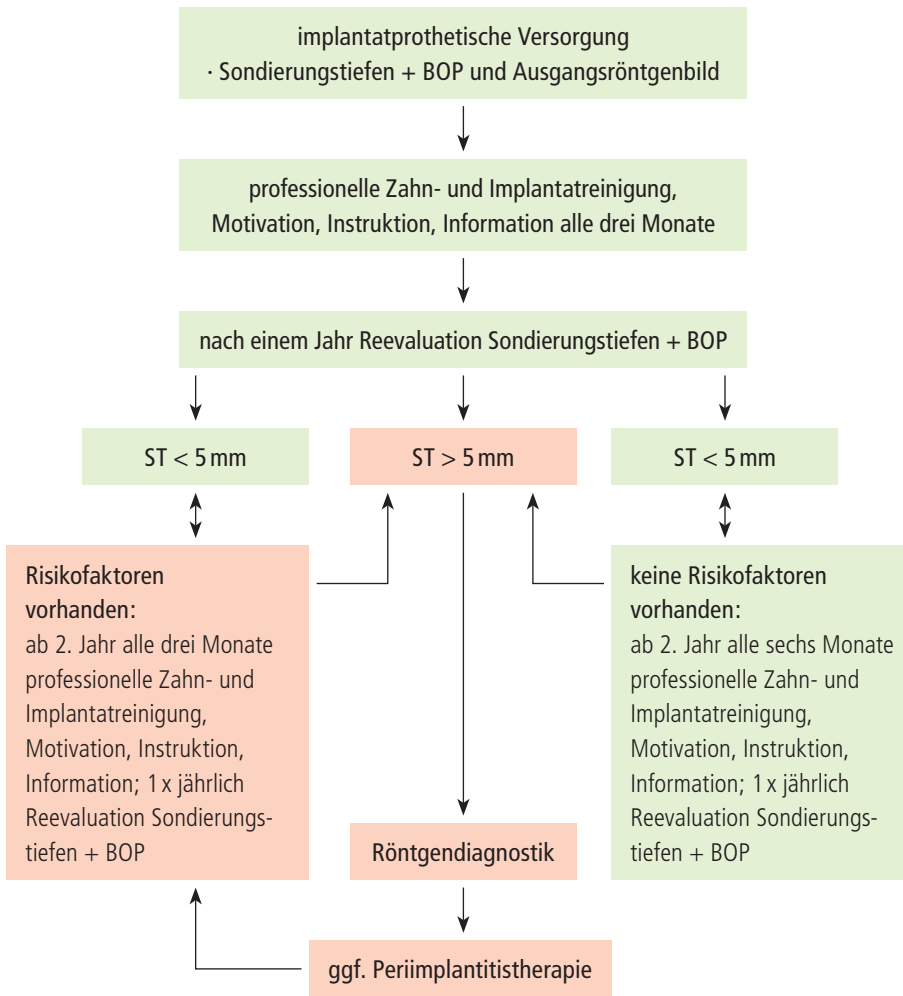 implantatprothetische Versorgung
· Sondierungstiefen + BOP und Ausgangsröntgenbild
professionelle Zahn- und Implantatreinigung,
Motivation, Instruktion, Information alle drei Monate
nach einem Jahr Reevaluation Sondierungstiefen + BOP
ST < 5 mm
ST > 5 mm
ST < 5 mm
Risikofaktoren
vorhanden:
ab 2. Jahr alle drei Monate
professionelle Zahn- und
Implantatreinigung,
Motivation, Instruktion,
Information; 1 x jährlich
Reevaluation Sondierungs-
tiefen + BOP
keine Risikofaktoren
vorhanden:
ab 2. Jahr alle sechs Monate
professionelle Zahn- und
Implantatreinigung,
Motivation, Instruktion,
Information; 1 x jährlich
Reevaluation Sondierungs-
tiefen + BOP
Röntgendiagnostik
ggf. Periimplantitistherapie